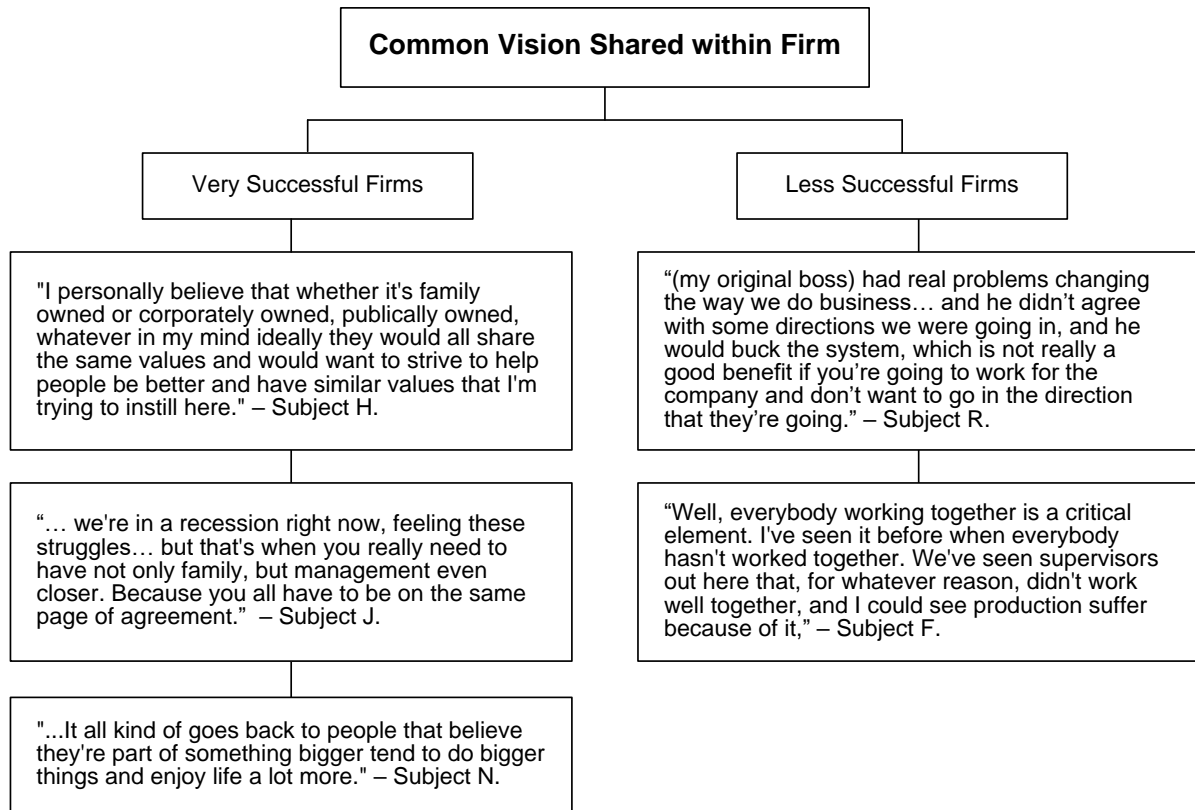 Common Vision Shared within Firm
Very Successful Firms
"I personally believe that whether it's family
owned or corporately owned, publically owned,
whatever in my mind ideally they would all share
the same values and would want to strive to help
people be better and have similar values that I'm
trying to instill here." – Subject H.
“… we're in a recession right now, feeling these
struggles… but that's when you really need to
have not only family, but management even
closer. Because you all have to be on the same
page of agreement.”  – Subject J.
"...It all kind of goes back to people that believe
they're part of something bigger tend to do bigger
things and enjoy life a lot more." – Subject N.
Less Successful Firms
“(my original boss) had real problems changing
the way we do business… and he didn’t agree
with some directions we were going in, and he
would buck the system, which is not really a
good benefit if you’re going to work for the
company and don’t want to go in the direction
that they’re going.” – Subject R.
“Well, everybody working together is a critical
element. I've seen it before when everybody
hasn't worked together. We've seen supervisors
out here that, for whatever reason, didn't work
well together, and I could see production suffer
because of it,” – Subject F.